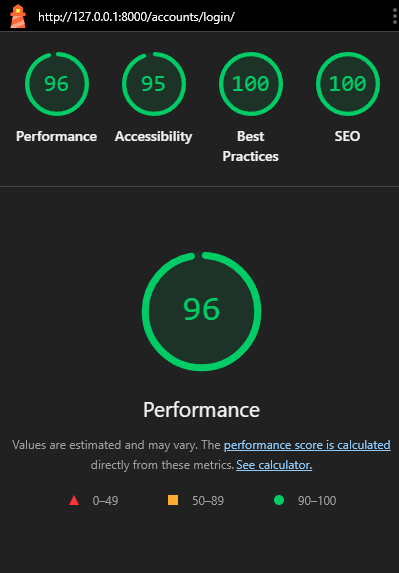 http://127.0.0.1:8000/accounts/login/
96
95
100
100
Performance
Accessibility
Best
Practices
SEO
96
Performance
Values are estimated and may vary. The performance score is calculated
directly from these metrics. See calculator.
0–49
50–89
90–100